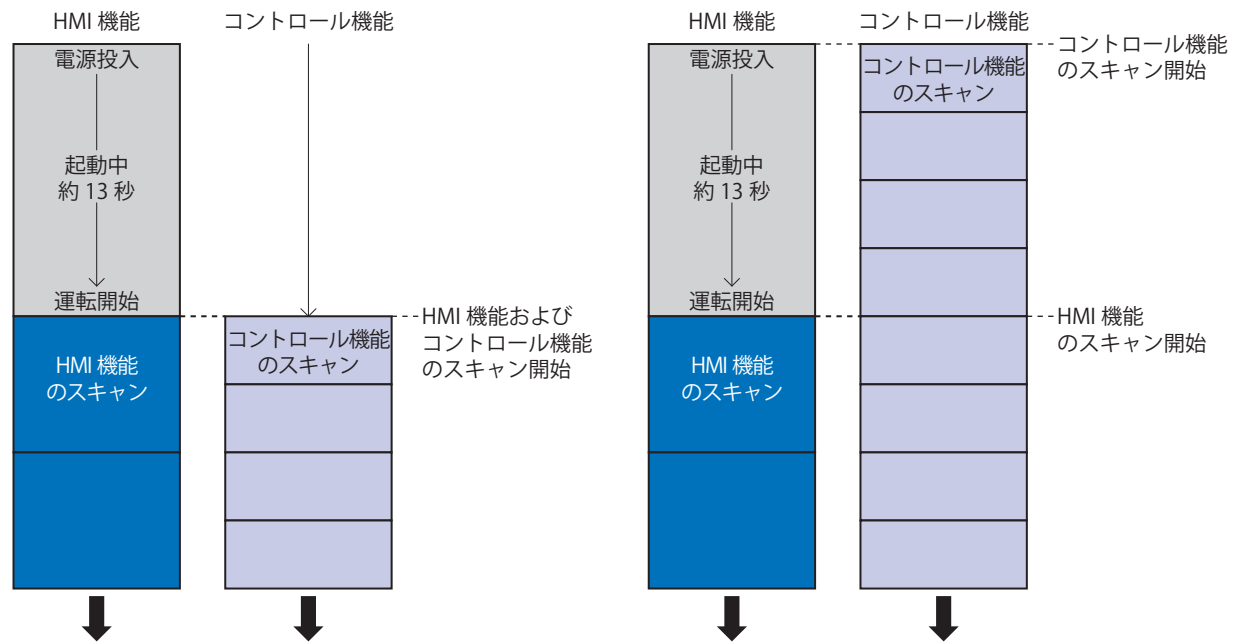 HMI 機能
コントロール機能
電源投入
起動中
約 13 秒
運転開始
HMI 機能
のスキャン
コントロール機能
のスキャン
HMI 機能および
コントロール機能
のスキャン開始
HMI 機能
コントロール機能
電源投入
起動中
約 13 秒
運転開始
HMI 機能
のスキャン
コントロール機能
のスキャン
コントロール機能
のスキャン開始
HMI 機能
のスキャン開始